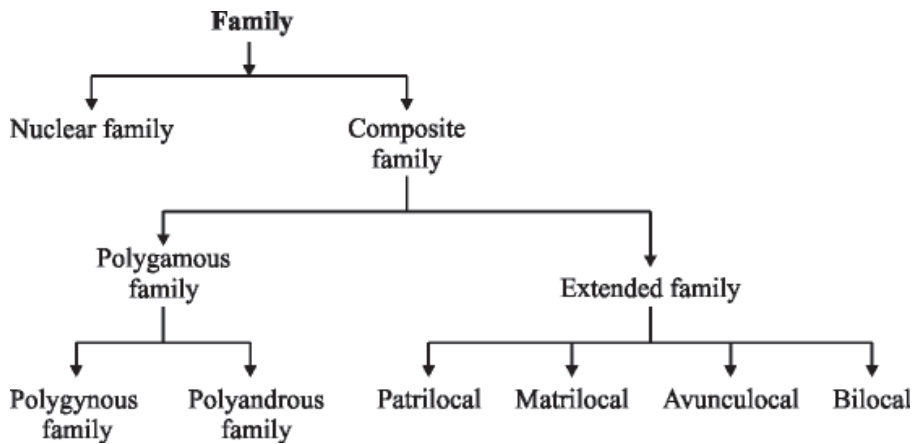 Family
Nuclear family
Composite
family
Polygamous
family
Extended family
Polygynous
family
Polyandrous
family
Patrilocal
Matrilocal
Avunculocal
Bilocal